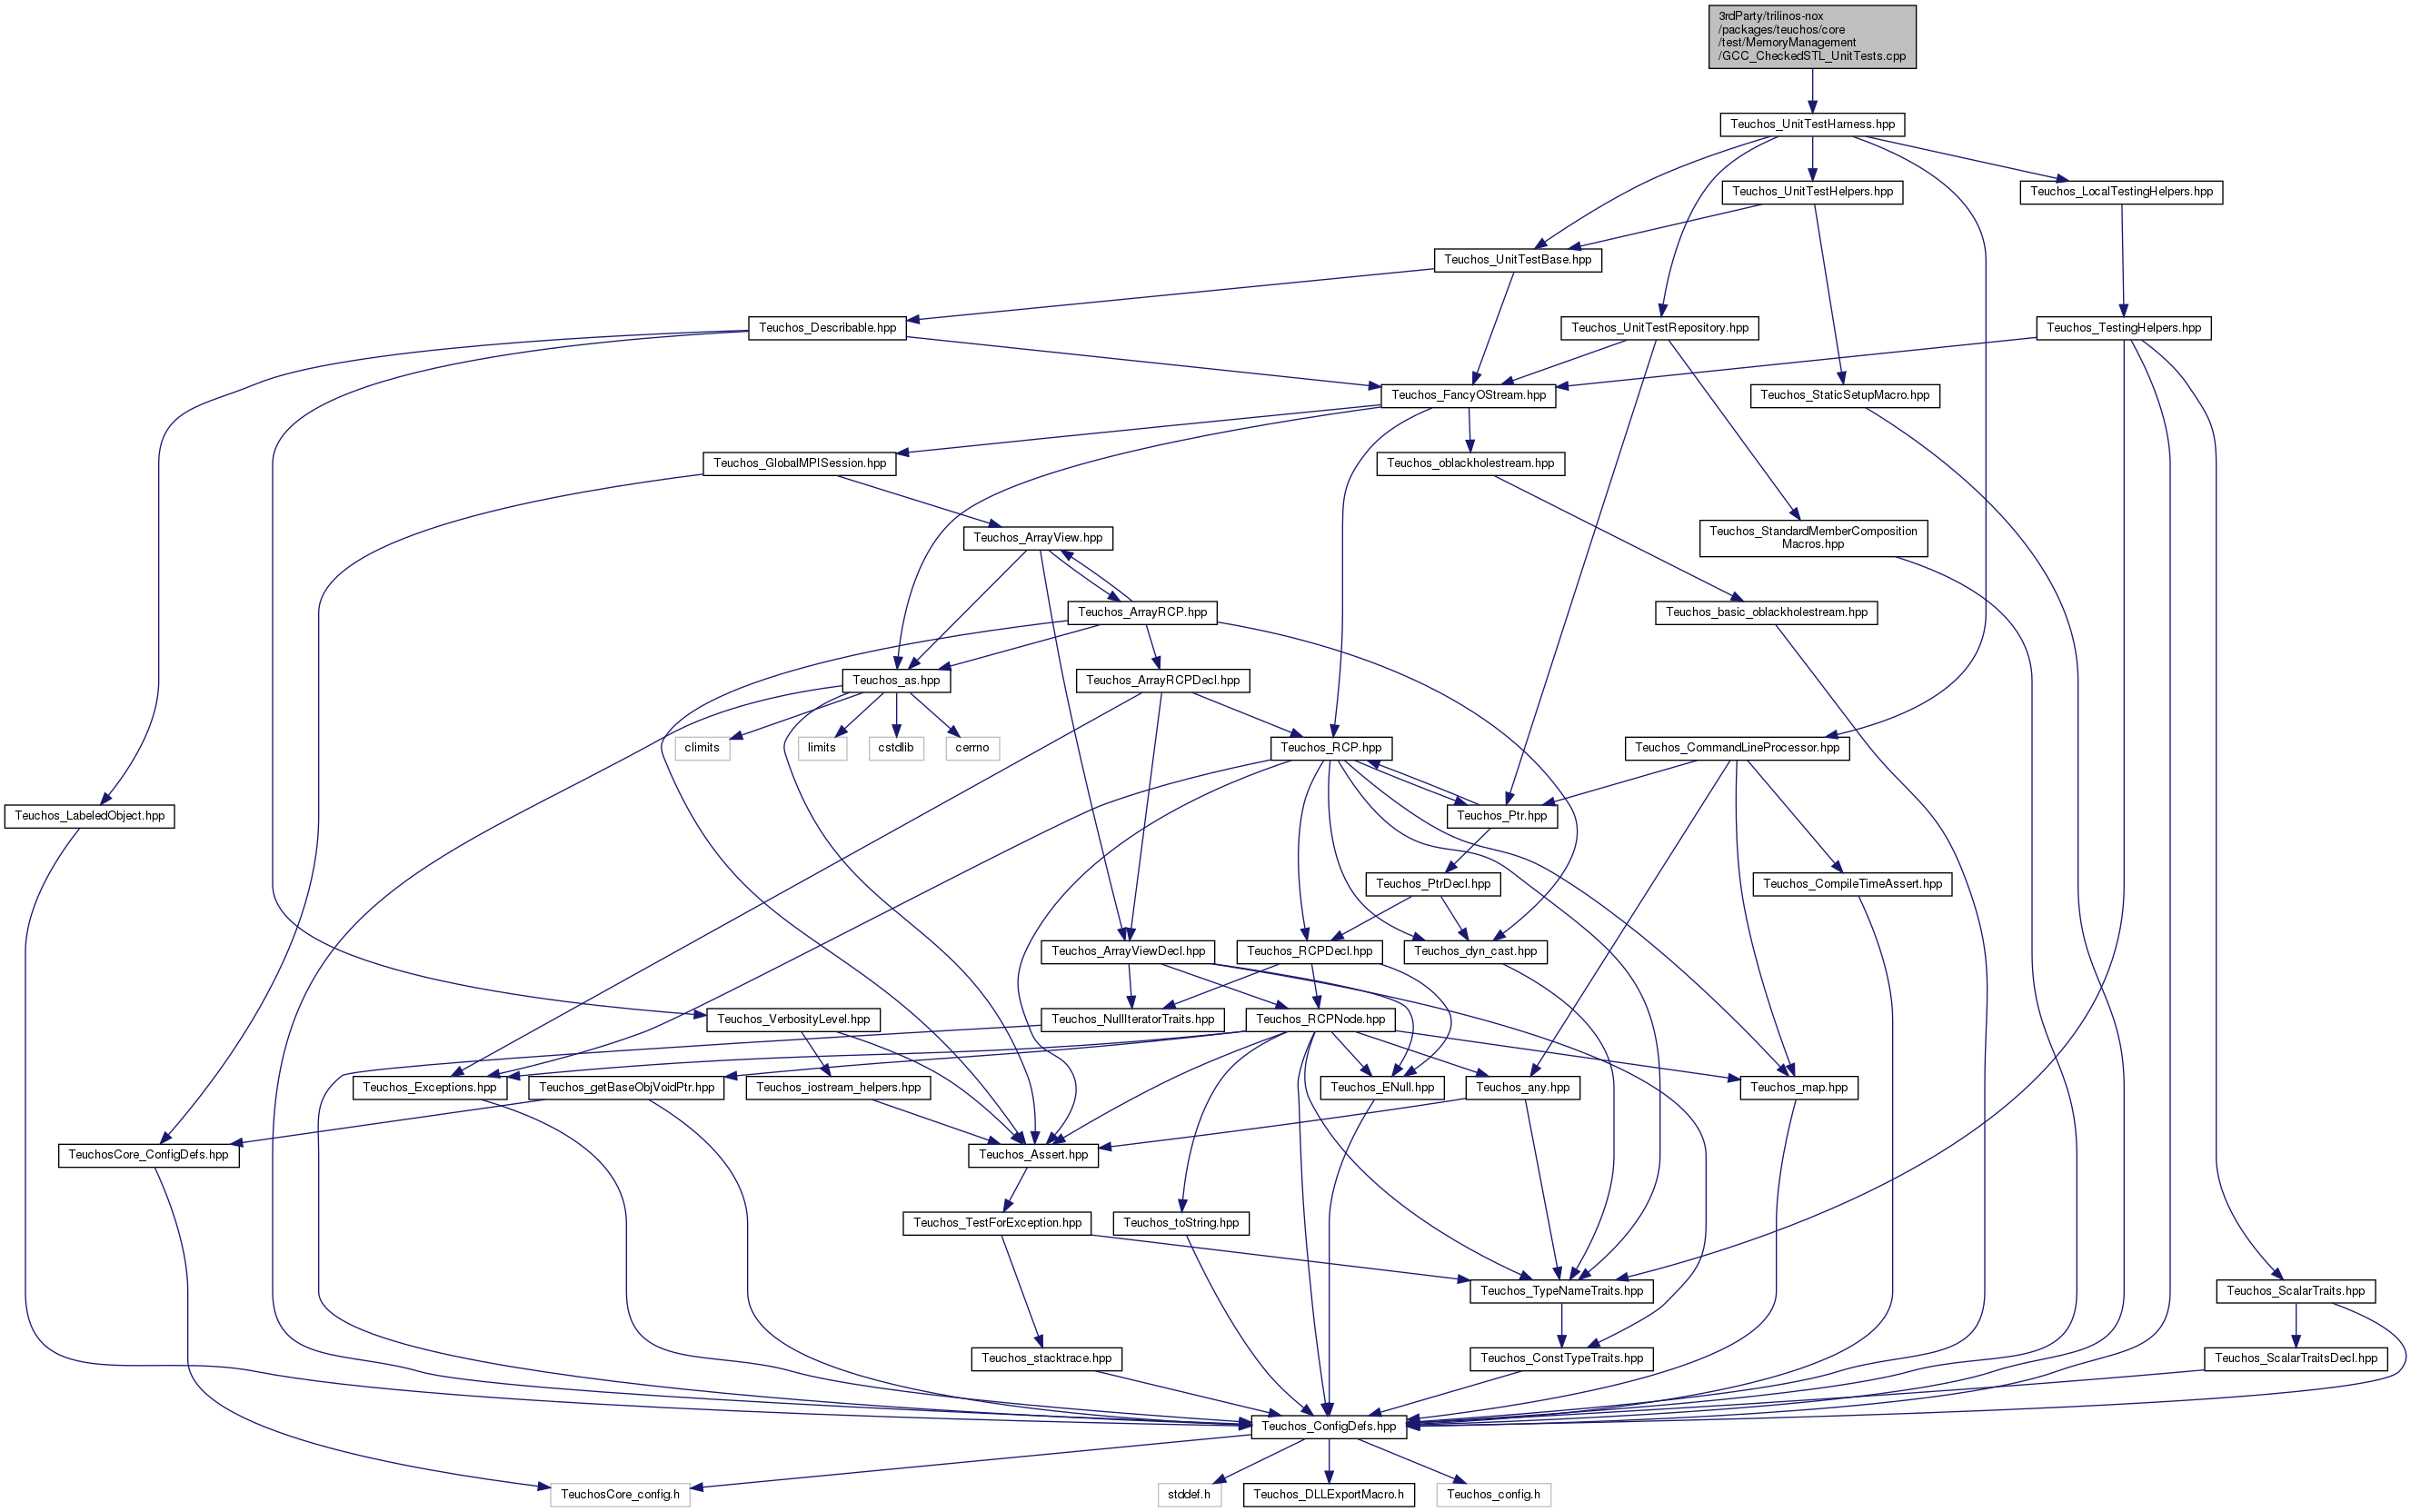 3rdParty/trilinos-nox
/packages/teuchos/core
/test/MemoryManagement
/GCC_CheckedSTL_UnitTests.cpp
Teuchos_UnitTestHarness.hpp
Teuchos_UnitTestHelpers.hpp
Teuchos_LocalTestingHelpers.hpp
Teuchos_UnitTestBase.hpp
Teuchos_Describable.hpp
Teuchos_UnitTestRepository.hpp
Teuchos_TestingHelpers.hpp
Teuchos_FancyOStream.hpp
Teuchos_StaticSetupMacro.hpp
Teuchos_GlobalMPISession.hpp
Teuchos_oblackholestream.hpp
Teuchos_ArrayView.hpp
Teuchos_StandardMemberComposition
Macros.hpp
Teuchos_ArrayRCP.hpp
Teuchos_basic_oblackholestream.hpp
Teuchos_as.hpp
Teuchos_ArrayRCPDecl.hpp
climits
limits
cstdlib
cerrno
Teuchos_RCP.hpp
Teuchos_CommandLineProcessor.hpp
Teuchos_LabeledObject.hpp
Teuchos_Ptr.hpp
Teuchos_PtrDecl.hpp
Teuchos_CompileTimeAssert.hpp
Teuchos_ArrayViewDecl.hpp
Teuchos_RCPDecl.hpp
Teuchos_dyn_cast.hpp
Teuchos_VerbosityLevel.hpp
Teuchos_NullIteratorTraits.hpp
Teuchos_RCPNode.hpp
Teuchos_Exceptions.hpp
Teuchos_getBaseObjVoidPtr.hpp
Teuchos_iostream_helpers.hpp
Teuchos_ENull.hpp
Teuchos_any.hpp
Teuchos_map.hpp
TeuchosCore_ConfigDefs.hpp
Teuchos_Assert.hpp
Teuchos_TestForException.hpp
Teuchos_toString.hpp
Teuchos_TypeNameTraits.hpp
Teuchos_ScalarTraits.hpp
Teuchos_stacktrace.hpp
Teuchos_ConstTypeTraits.hpp
Teuchos_ScalarTraitsDecl.hpp
Teuchos_ConfigDefs.hpp
TeuchosCore_config.h
stddef.h
Teuchos_DLLExportMacro.h
Teuchos_config.h